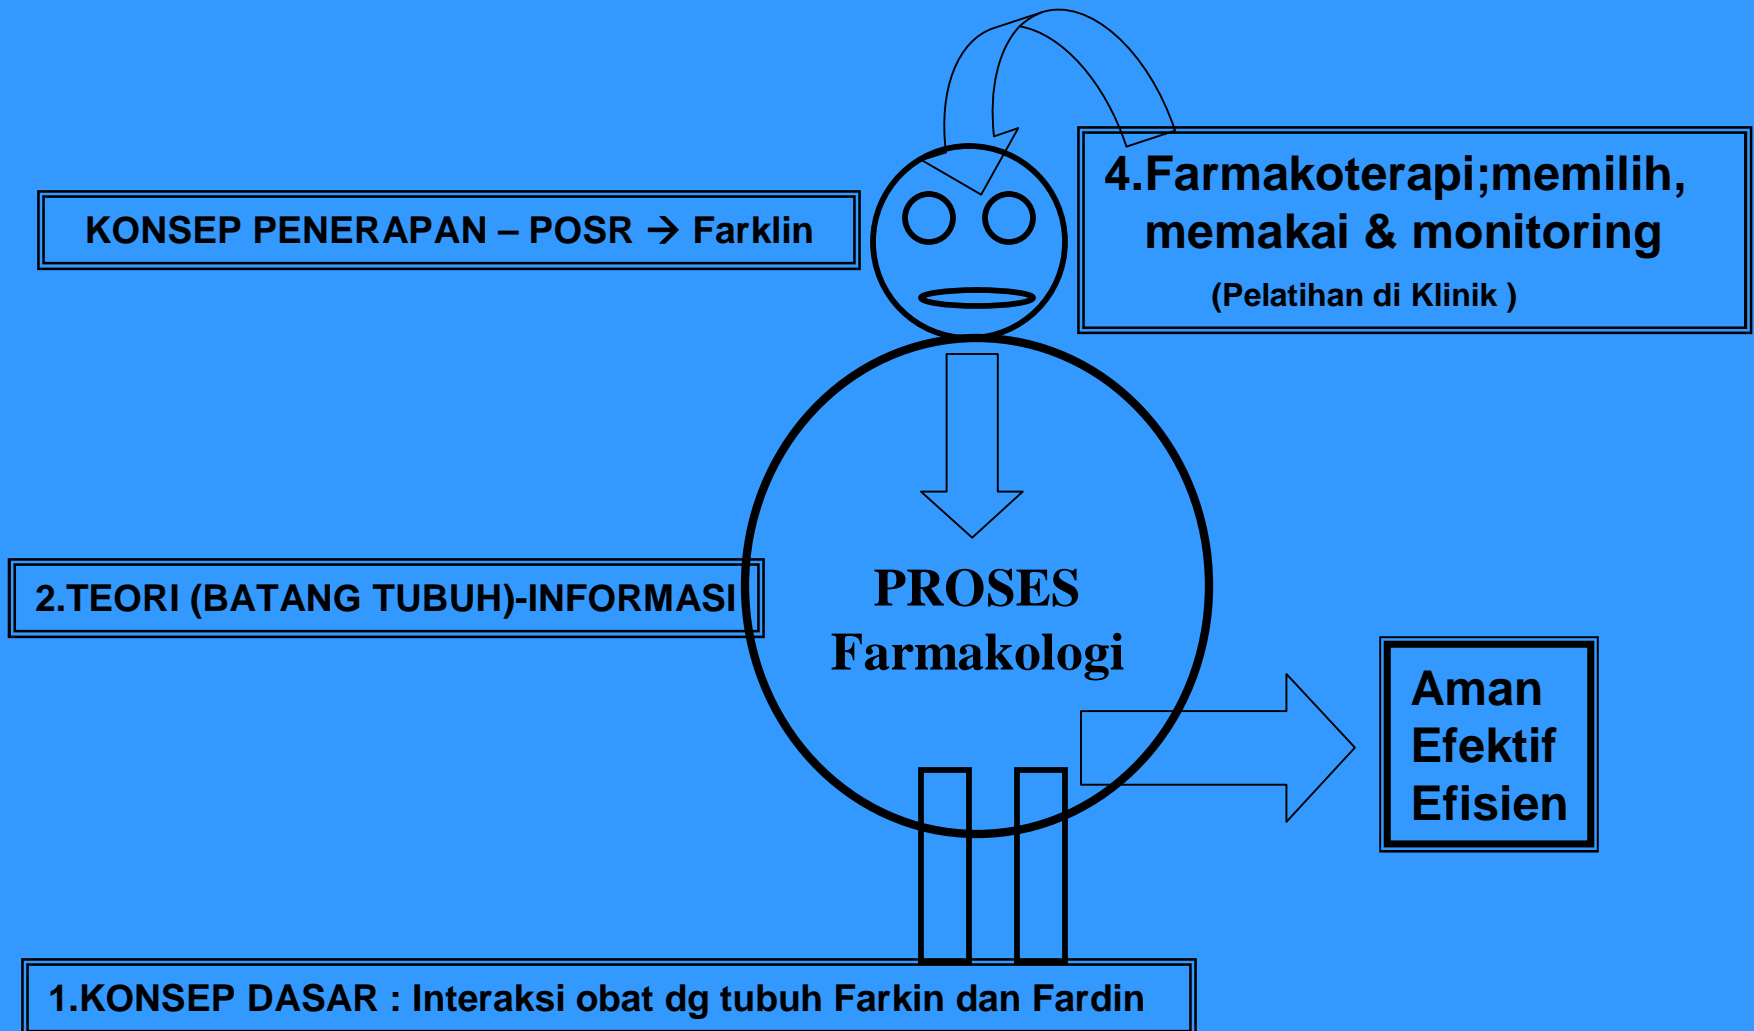 KONSEP PENERAPAN – POSR → Farklin
4.Farmakoterapi;memilih,
memakai & monitoring
(Pelatihan di Klinik )
2.TEORI (BATANG TUBUH)-INFORMASI
PROSES
Farmakologi
Aman
Efektif
Efisien
1.KONSEP DASAR : Interaksi obat dg tubuh Farkin dan Fardin